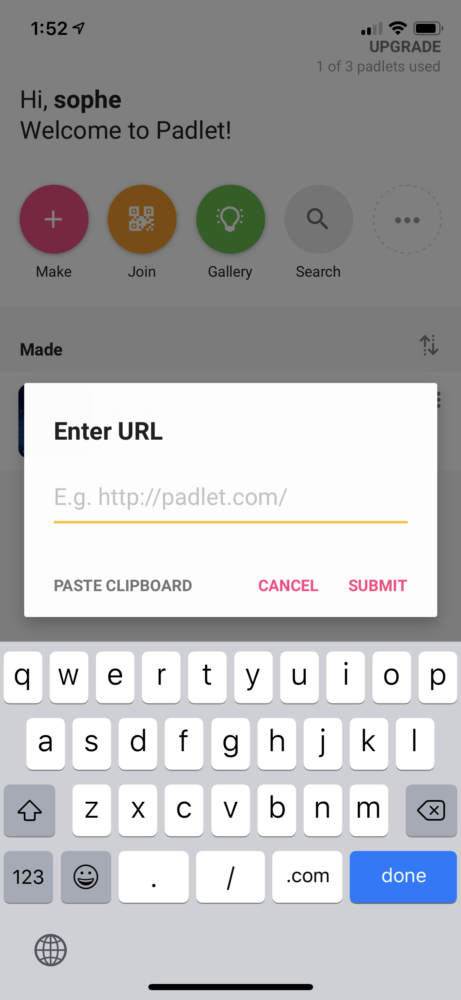 1:52
UPGRADE
1 of 3 padlets used
Hi, sophe
Welcome to Padlet!
Make
Join
Gallery
Search
Made
Enter URL
E.g. http://padlet.com/
PASTE CLIPBOARD
CANCEL
SUBMIT
q w e r t y u i o p
a s d f g h j k l
z x c v b n m
123 . / .com done